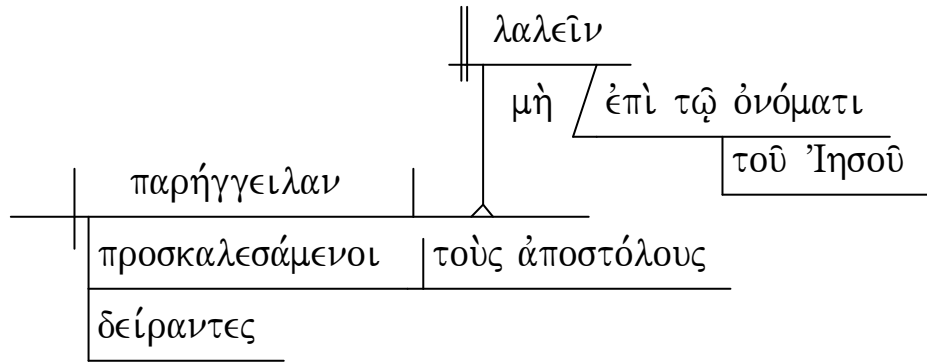 λαλεῖν
μὴ ἐπὶ τῷ ὀνόματι
τοῦ Ἰησοῦ
παρήγγειλαν
προσκαλεσάμενοι τοὺς ἀποστόλους
δείραντες